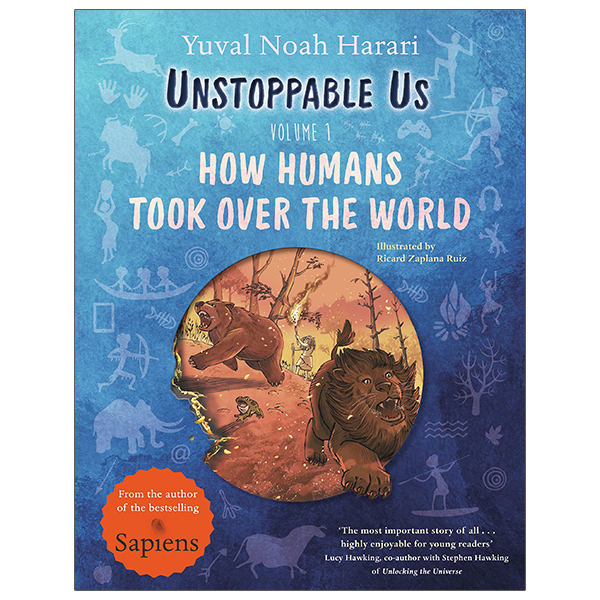 Yuval Noah Harari
UNSTOPPABLE US
VOLUME 1
HOW HUMANS
TOOK OVER THE WORLD
Illustrated by
Ricard Zaplana Ruiz
From the author
of the bestselling
Sapiens
‘The most important story of all . . .
highly enjoyable for young readers’
Lucy Hawking, co-author with Stephen Hawking
of Unlocking the Universe
@